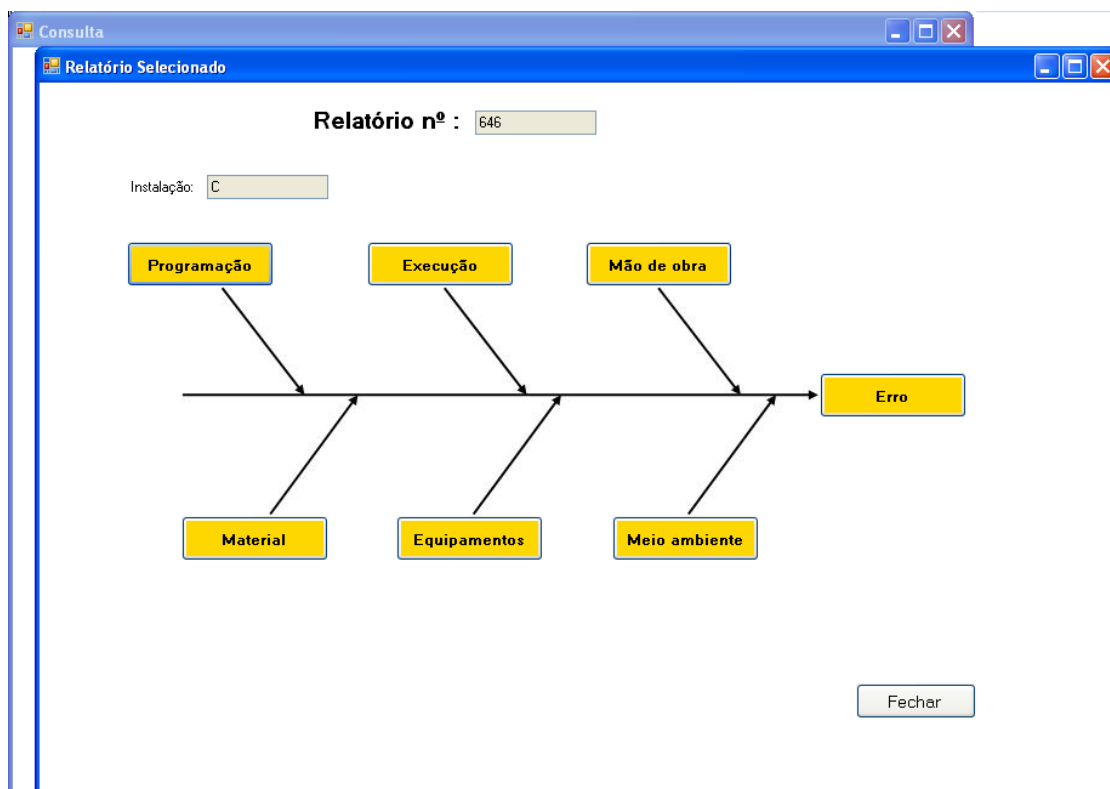 Consulta
Relatório Selecionado
Relatório nº : 646
Instalação: C
Programação Execução Mão de obra
Erro
Material Equipamentos Meio ambiente
Fechar